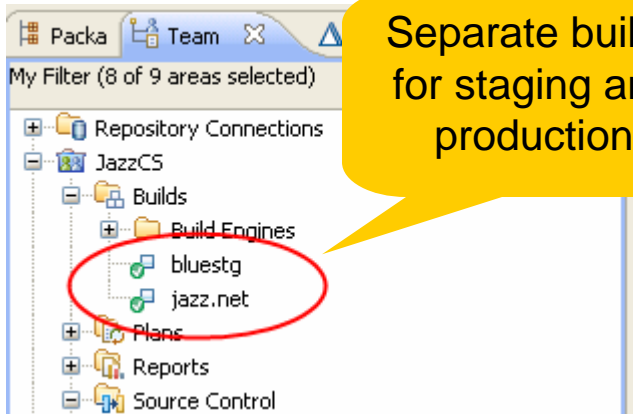 Packa
Team
My Filter (8 of 9 areas selected)
Separate buil
for staging a
production
Repository Connections
JazzCS
Builds
Build Engines
bluestg
jazz.net
Plans
Reports
Source Control